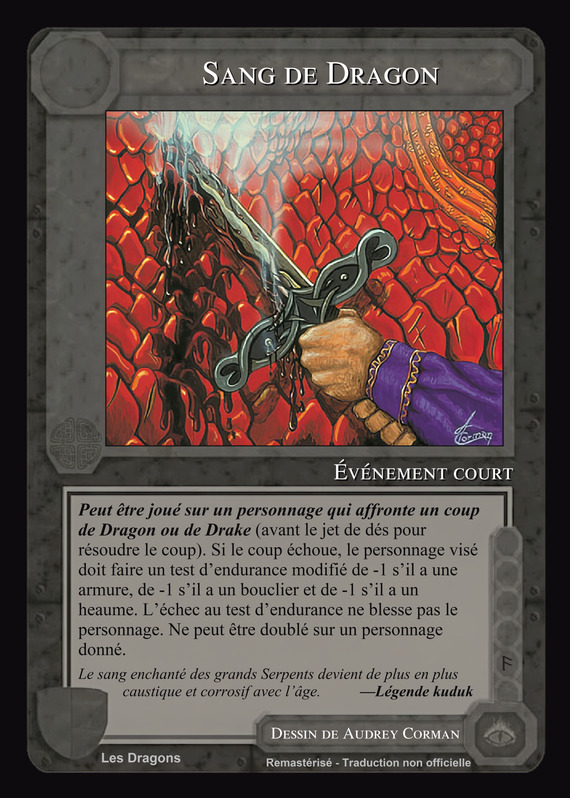 Sang de Dragon
Événement court
Peut être joué sur un personnage qui affronte un coup
de Dragon ou de Drake (avant le jet de dés pour
résoudre le coup). Si le coup échoue, le personnage visé
doit faire un test d’endurance modifié de -1 s’il a une
armure, de -1 s’il a un bouclier et de -1 s’il a un
heaume. L’échec au test d’endurance ne blesse pas le
personnage. Ne peut être doublé sur un personnage
donné.
Le sang enchanté des grands Serpents devient de plus en plus
caustique et corrosif avec l’âge. —Légende kuduk
Dessin de Audrey Corman
Les Dragons
Remastérisé - Traduction non officielle